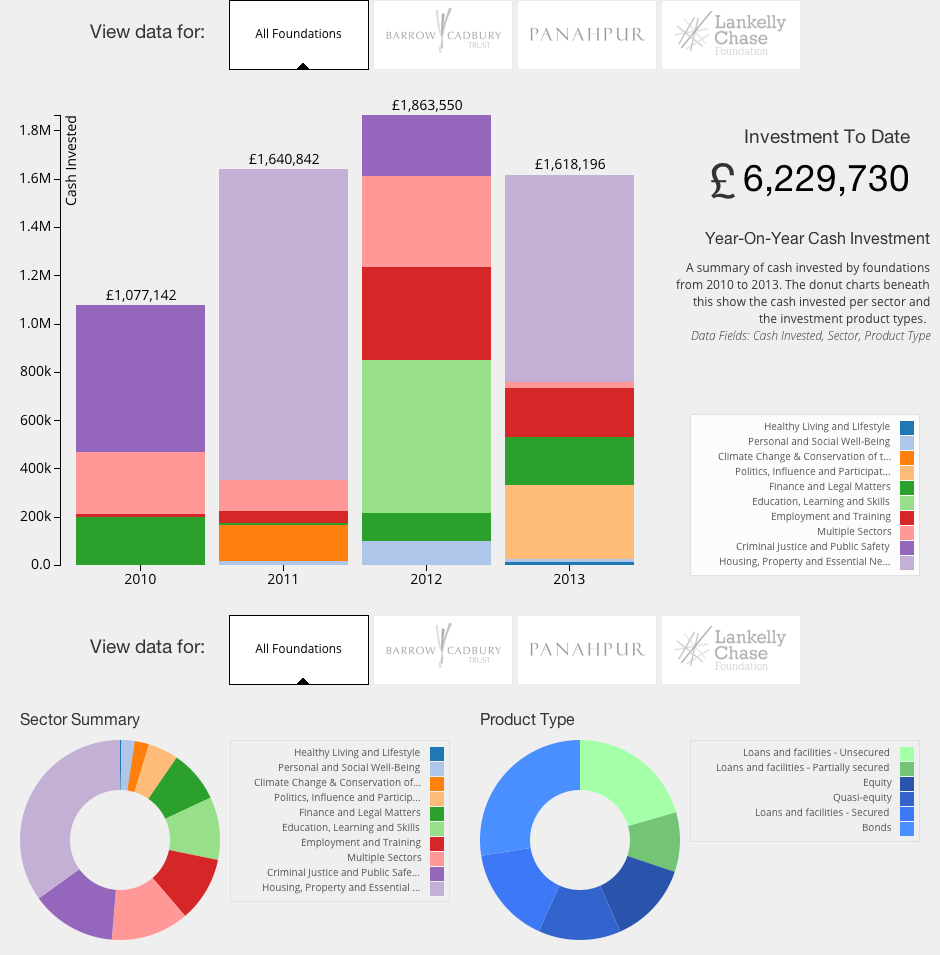 View data for:
All Foundations
BARROW CADBURY
TRUST
PANAHPUR
Lankelly
Chase
Foundation
£1,863,550
1.8M
Cash Invested
£1,640,842
£1,618,196
1.6M
1.4M
1.2M
£1,077,142
1.0M
800k
600k
400k
200k
0.0
2010
2011
2012
2013
Investment To Date
£ 6,229,730
Year-On-Year Cash Investment
A summary of cash invested by foundations
from 2010 to 2013. The donut charts beneath
this show the cash invested per sector and
the investment product types.
Data Fields: Cash Invested, Sector, Product Type
Healthy Living and Lifestyle
Personal and Social Well-Being
Climate Change & Conservation of t...
Politics, Influence and Participat...
Finance and Legal Matters
Education, Learning and Skills
Employment and Training
Multiple Sectors
Criminal Justice and Public Safety
Housing, Property and Essential Ne...
View data for:
All Foundations
BARROW CADBURY
TRUST
PANAHPUR
Lankelly
Chase
Foundation
Sector Summary
Healthy Living and Lifestyle
Personal and Social Well-Being
Climate Change & Conservation of...
Politics, Influence and Particip...
Finance and Legal Matters
Education, Learning and Skills
Employment and Training
Multiple Sectors
Criminal Justice and Public Safe...
Housing, Property and Essential ...
Product Type
Loans and facilities - Unsecured
Loans and facilities - Partially secured
Equity
Quasi-equity
Loans and facilities - Secured
Bonds